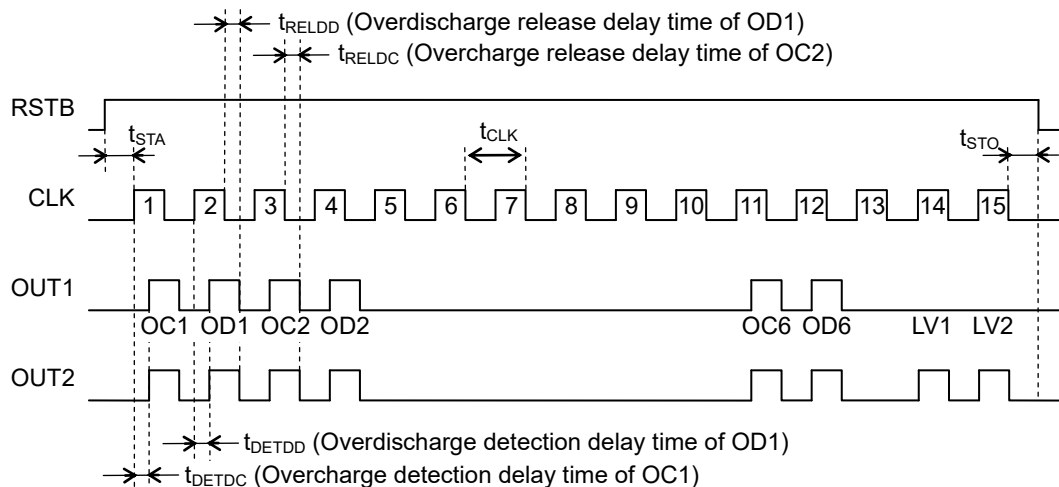 tRELDD (Overdischarge release delay time of OD1)
tRELDC (Overcharge release delay time of OC2)
RSTB
tSTA
tCLK
tSTO
CLK
1 2 3 4 5 6 7 8 9 10 11 12 13 14 15
OUT1
OC1 OD1 OC2 OD2 OC6 OD6 LV1 LV2
OUT2
tDETDD (Overdischarge detection delay time of OD1)
tDETDC (Overcharge detection delay time of OC1)